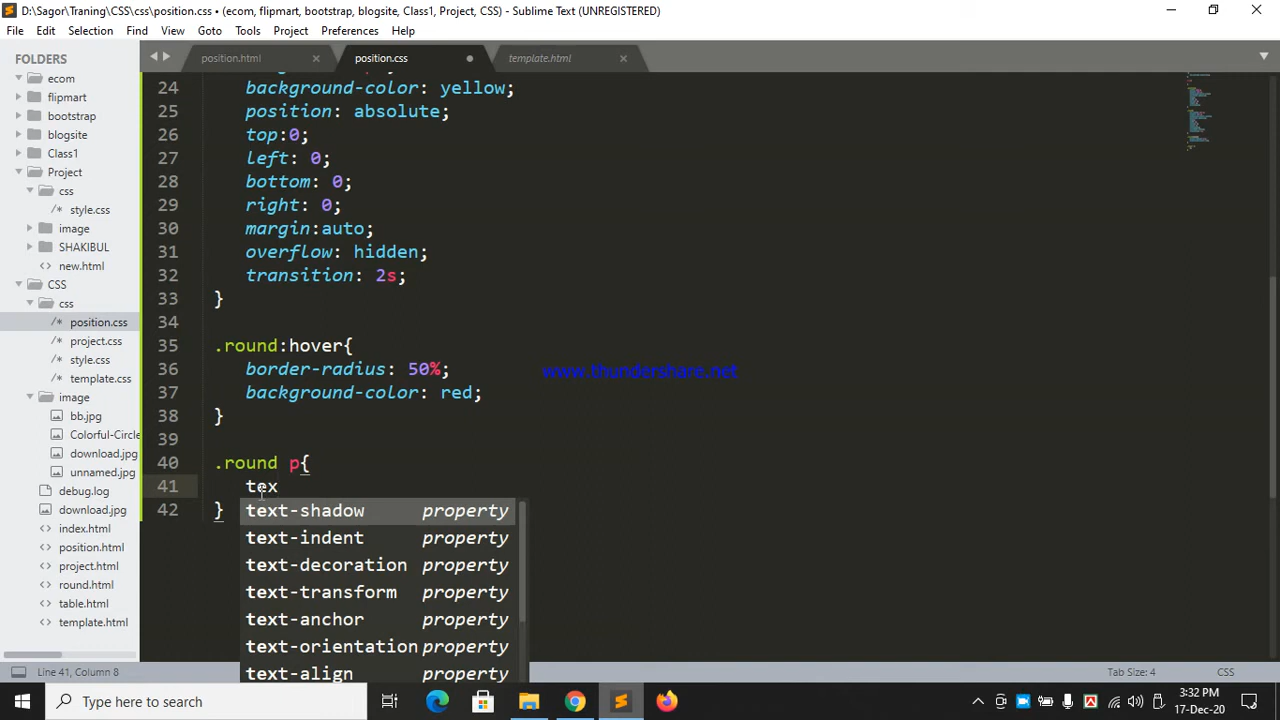 D:\Sagor\Traning\CSS\css\position.css • (ecom, flipmart, bootstrap, blogsite, Class1, Project, CSS) - Sublime Text (UNREGISTERED)
File Edit Selection Find View Goto Tools Project Preferences Help
FOLDERS
ecom
flipmart
bootstrap
blogsite
Class1
Project
css
/* style.css
image
SHAKIBUL
<> new.html
CSS
css
/* position.css
/* project.css
/* style.css
/* template.css
image
bb.jpg
Colorful-Circle
download.jpg
unnamed.jpg
debug.log
download.jpg
<> index.html
<> position.html
<> project.html
<> round.html
<> table.html
<> template.html
position.html position.css template.html
24 background-color: yellow;
25 position: absolute;
26 top:0;
27 left: 0;
28 bottom: 0;
29 right: 0;
30 margin:auto;
31 overflow: hidden;
32 transition: 2s;
33 }
34
35 .round:hover{
36 border-radius: 50%;
37 background-color: red;
38 }
39
40 .round p{
41 tex
42 }
text-shadow property
text-indent property
text-decoration property
text-transform property
text-anchor property
text-orientation property
text-align property
www.thundershare.net
Line 41, Column 8 Tab Size: 4 CSS
Type here to search
3:32 PM
17-Dec-20